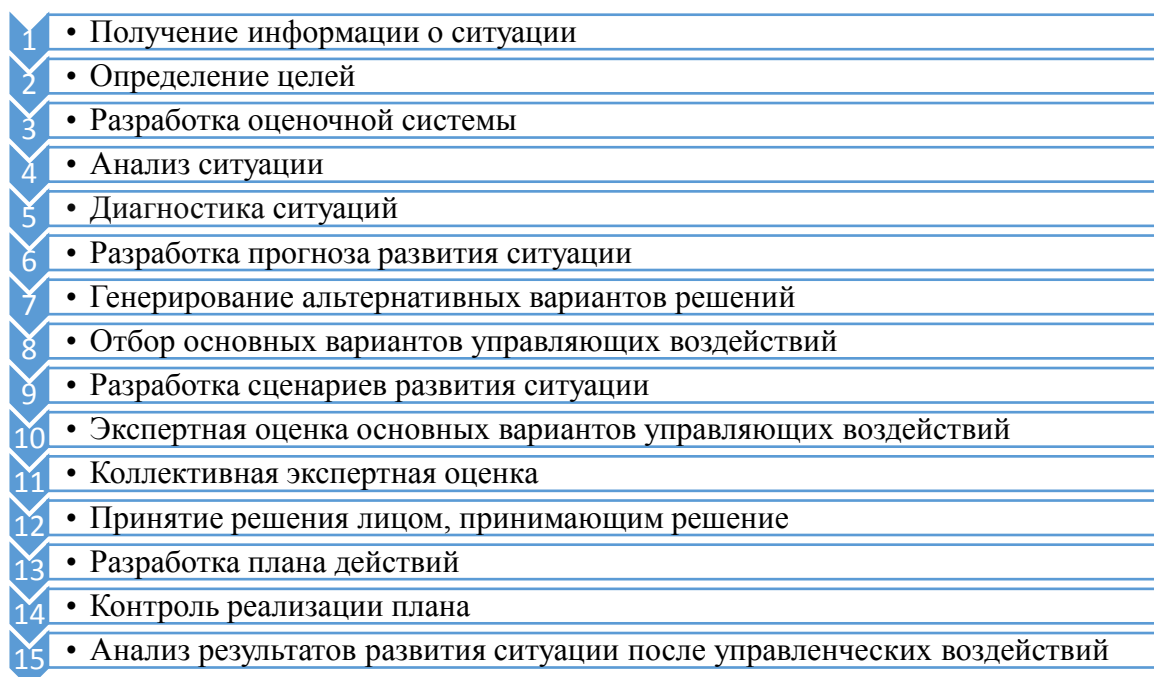 1 • Получение информации о ситуации
2 • Определение целей
3 • Разработка оценочной системы
4 • Анализ ситуации
5 • Диагностика ситуаций
6 • Разработка прогноза развития ситуации
7 • Генерирование альтернативных вариантов решений
8 • Отбор основных вариантов управляющих воздействий
9 • Разработка сценариев развития ситуации
10 • Экспертная оценка основных вариантов управляющих воздействий
11 • Коллективная экспертная оценка
12 • Принятие решения лицом, принимающим решение
13 • Разработка плана действий
14 • Контроль реализации плана
15 • Анализ результатов развития ситуации после управленческих воздействий